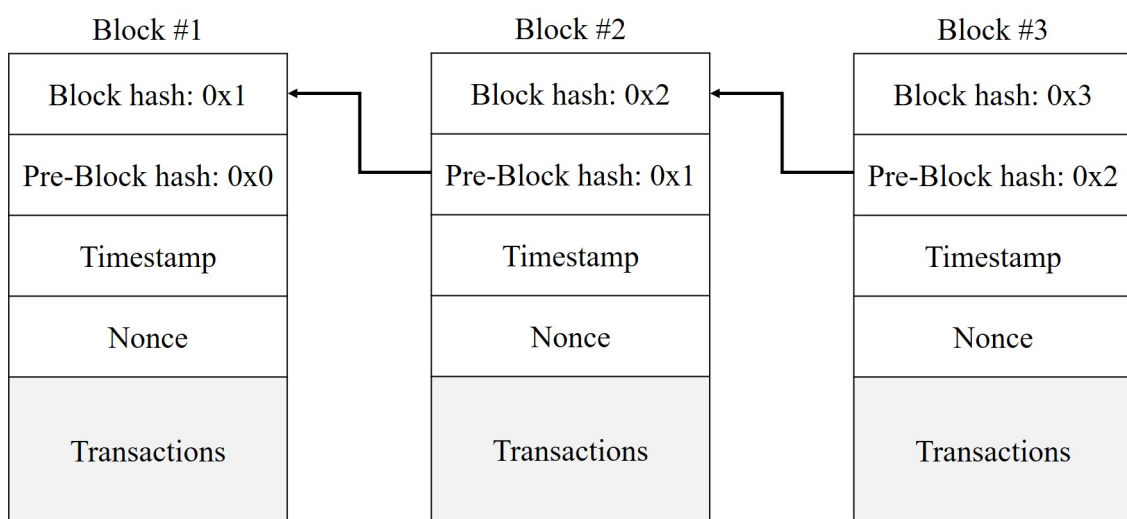 Block #1
Block hash: 0x1
Pre-Block hash: 0x0
Timestamp
Nonce
Transactions
Block #2
Block hash: 0x2
Pre-Block hash: 0x1
Timestamp
Nonce
Transactions
Block #3
Block hash: 0x3
Pre-Block hash: 0x2
Timestamp
Nonce
Transactions